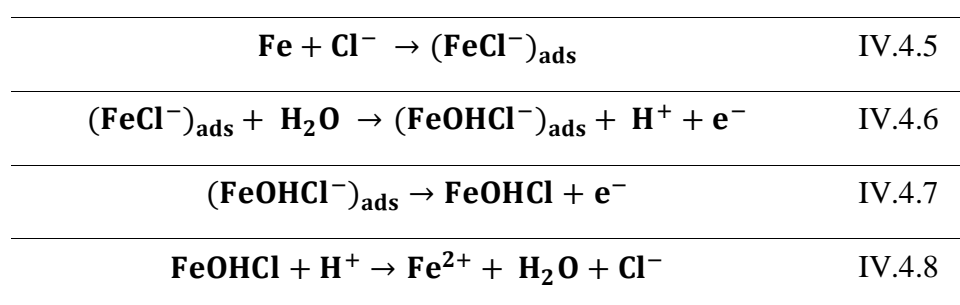 Fe + Cl⁻ → (FeCl⁻)ads IV.4.5
(FeCl⁻)ads + H₂O → (FeOHCl⁻)ads + H⁺ + e⁻ IV.4.6
(FeOHCl⁻)ads → FeOHCl + e⁻ IV.4.7
FeOHCl + H⁺ → Fe²⁺ + H₂O + Cl⁻ IV.4.8